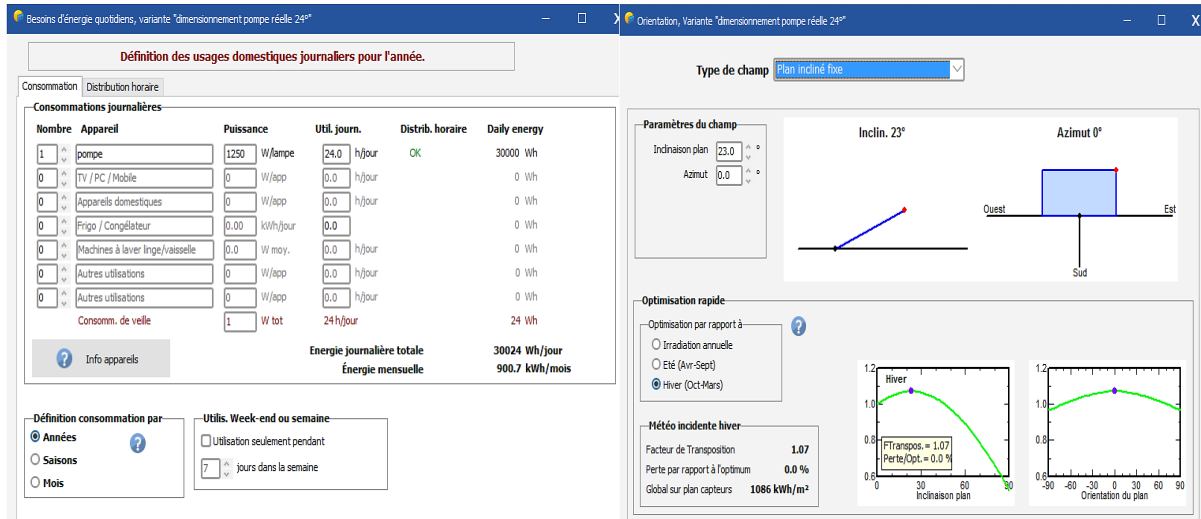 Besoins d'énergie quotidiens, variante "dimensionnement pompe réelle 24°"
Définition des usages domestiques journaliers pour l'année.
Consommation Distribution horaire
Consommations journalières
Nombre Appareil Puissance Util. journ. Distrib. horaire Daily energy
1 pompe 1250 W/lampe 24.0 h/jour OK 30000 Wh
0 TV / PC / Mobile 0 W/app 0.0 h/jour 0 Wh
0 Appareils domestiques 0 W/app 0.0 h/jour 0 Wh
0 Frigo / Congélateur 0.00 kWh/jour 0.0 0 Wh
0 Machines à laver linge/vaisselle 0.0 W moy. 0.0 h/jour 0 Wh
0 Autres utilisations 0 W/app 0.0 h/jour 0 Wh
0 Autres utilisations 0 W/app 0.0 h/jour 0 Wh
Consomm. de veille 1 W tot 24 h/jour 24 Wh
? Info appareils
Energie journalière totale 30024 Wh/jour
Énergie mensuelle 900.7 kWh/mois
Définition consommation par
Années ?
Saisons
Mois
Utilis. Week-end ou semaine
Utilisation seulement pendant
7 jours dans la semaine
Orientation, Variante "dimensionnement pompe réelle 24°"
Type de champ Plan incliné fixe
Paramètres du champ
Inclinaison plan 23.0 °
Azimut 0.0 °
Inclin. 23° Azimut 0°
Ouest Est
Sud
Optimisation rapide
Optimisation par rapport à ?
Irradiation annuelle
Eté (Avr-Sept)
Hiver (Oct-Mars)
Météo incidente hiver
Facteur de Transposition 1.07
Perte par rapport à l'optimum 0.0 %
Global sur plan capteurs 1086 kWh/m²
1.2
1.0
0.8
0.6
Hiver
FTranspos. = 1.07
Perte/Opt. = 0.0 %
0 30 60 90
Inclinaison plan
1.2
1.0
0.8
0.6
-90 -60 -30 0 30 60 90
Orientation du plan